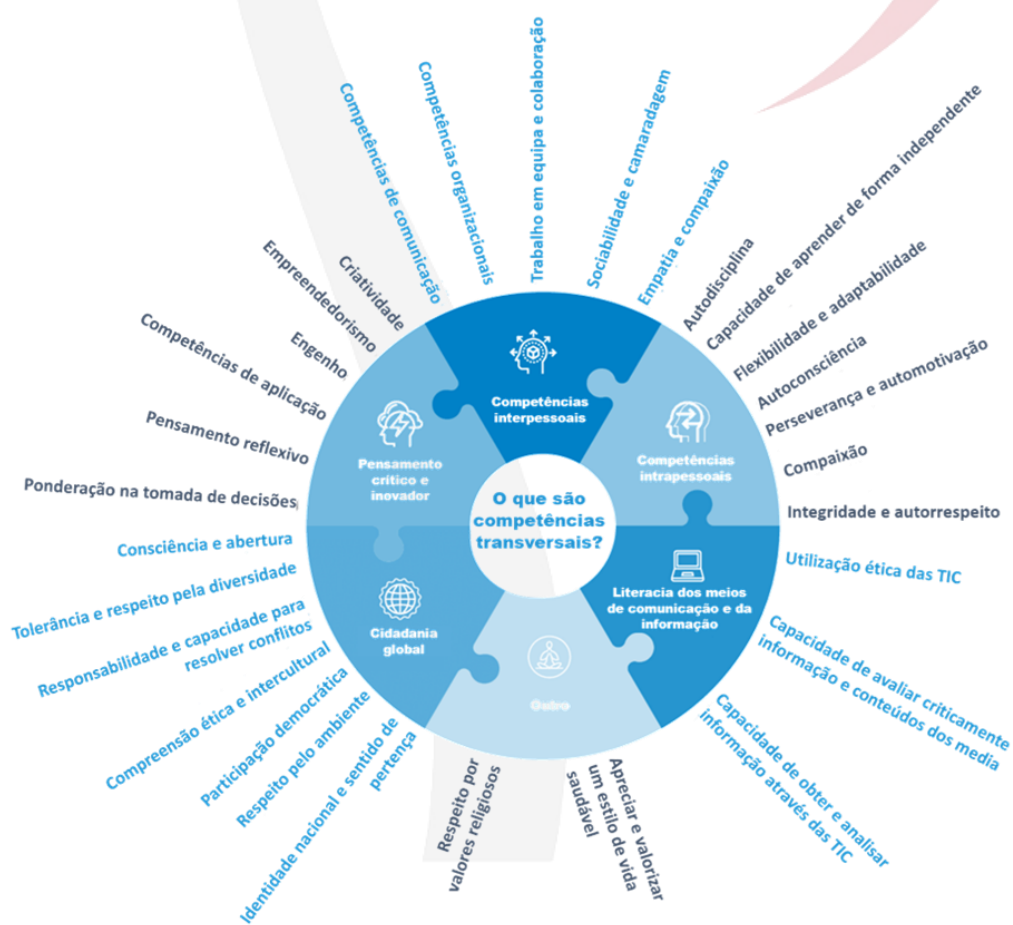 O que são
competências
transversais?
Competências
interpessoais
Competências de comunicação
Competências organizacionais
Trabalho em equipa e colaboração
Sociabilidade e camaradagem
Empatia e compaixão
Competências
intrapessoais
Autodisciplina
Capacidade de aprender de forma independente
Flexibilidade e adaptabilidade
Autoconsciência
Perseverança e automotivação
Compaixão
Integridade e autorrespeito
Literacia dos meios
de comunicação e da
informação
Utilização ética das TIC
Capacidade de avaliar criticamente
informação e conteúdos dos media
Capacidade de obter e analisar
informação através das TIC
Outro
Apreciar e valorizar
um estilo de vida
saudável
Respeito por
valores religiosos
Cidadania
global
Identidade nacional e sentido de
pertença
Respeito pelo ambiente
Participação democrática
Compreensão ética e intercultural
Responsabilidade e capacidade para
resolver conflitos
Tolerância e respeito pela diversidade
Consciência e abertura
Pensamento
crítico e
inovador
Ponderação na tomada de decisões
Pensamento reflexivo
Competências de aplicação
Engenho
Empreendedorismo
Criatividade